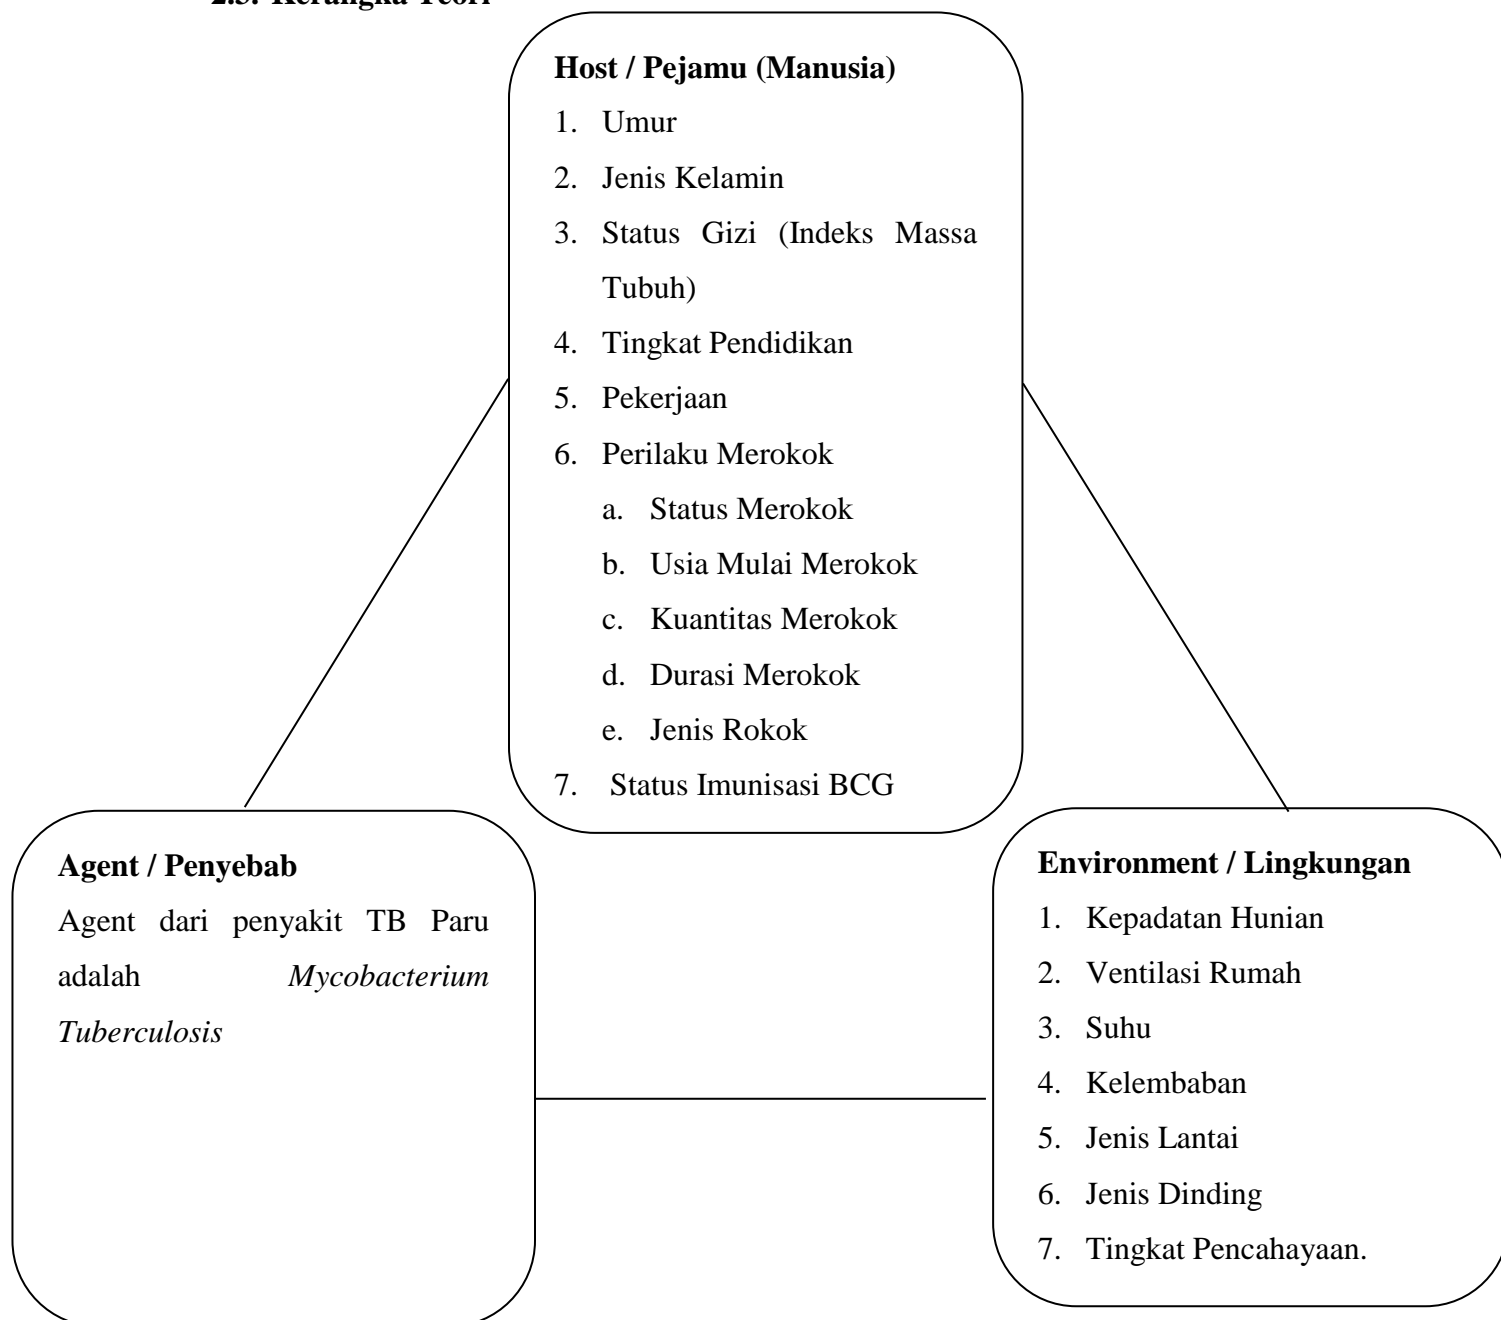 2.3. Kerangka Teori
Host / Pejamu (Manusia)
1. Umur
2. Jenis Kelamin
3. Status Gizi (Indeks Massa
Tubuh)
4. Tingkat Pendidikan
5. Pekerjaan
6. Perilaku Merokok
a. Status Merokok
b. Usia Mulai Merokok
c. Kuantitas Merokok
d. Durasi Merokok
e. Jenis Rokok
7. Status Imunisasi BCG
Agent / Penyebab
Agent dari penyakit TB Paru
adalah Mycobacterium
Tuberculosis
Environment / Lingkungan
1. Kepadatan Hunian
2. Ventilasi Rumah
3. Suhu
4. Kelembaban
5. Jenis Lantai
6. Jenis Dinding
7. Tingkat Pencahayaan.